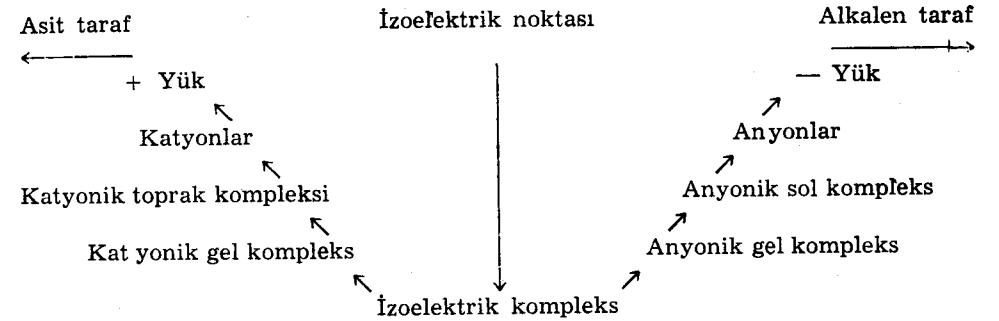 Asit taraf İzoelektrik noktası Alkalen taraf
+ Yük — Yük
Katyonlar Anyonlar
Katyonik toprak kompleksi Anyonik sol kompleks
Kat yonik gel kompleks Anyonik gel kompleks
İzoelektrik kompleks